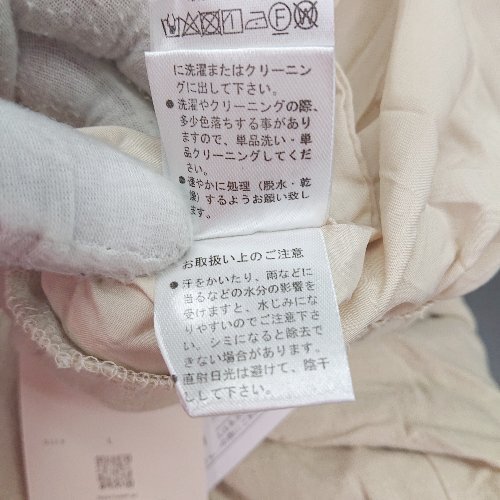 に洗濯またはクリーニン
グに出して下さい。
●洗濯やクリーニングの際、
多少色落ちする事があり
ますので、単品洗い・単
品クリーニングしてくだ
さい。
●速やかに処理（脱水・乾
燥）するようお願い致し
ます。
お取扱い上のご注意
●汗をかいたり、雨などに
当るなどの水分の影響を
受けますと、水じみにな
りやすいのでご注意下さ
い。シミになると除去で
きない場合があります。
●直射日光は避けて、陰干
しして下さい。